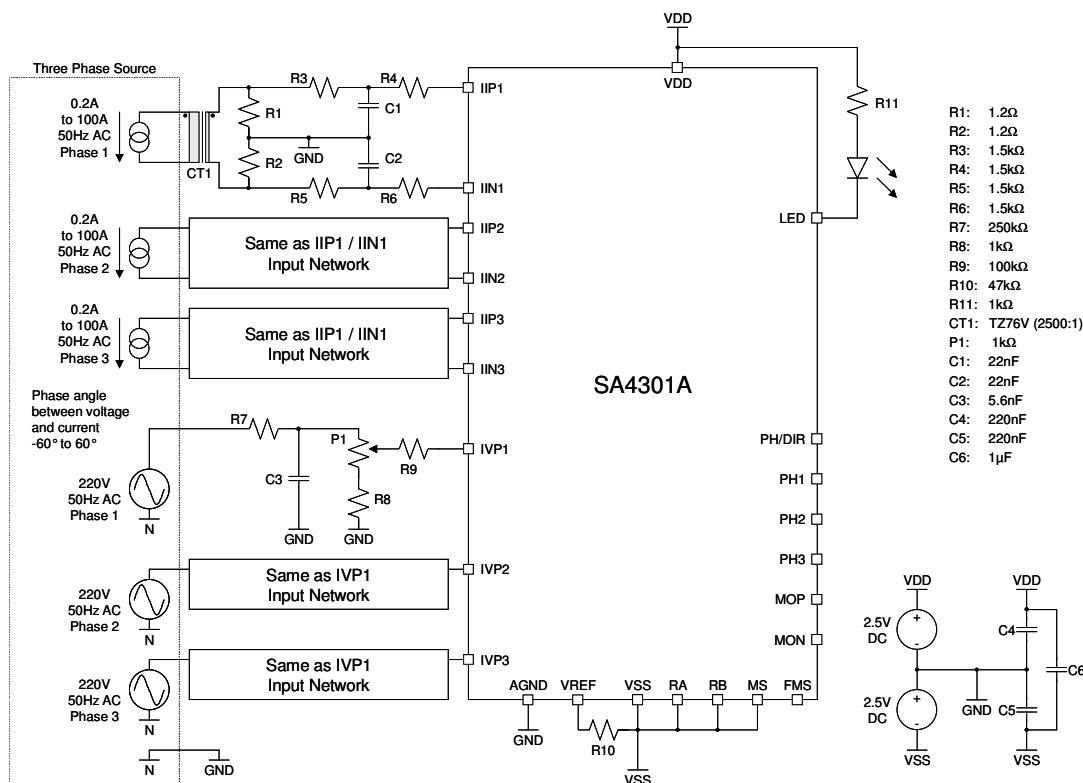 VDD
Three Phase Source
R3
R4
IIP1
VDD
0.2A
to 100A
50Hz AC
Phase 1
R1
C1
R11
GND
CT1
R2
C2
R5
R6
IIN1
R1: 1.2Ω
R2: 1.2Ω
R3: 1.5kΩ
R4: 1.5kΩ
R5: 1.5kΩ
R6: 1.5kΩ
R7: 250kΩ
R8: 1kΩ
R9: 100kΩ
R10: 47kΩ
R11: 1kΩ
CT1: TZ76V (2500:1)
P1: 1kΩ
C1: 22nF
C2: 22nF
C3: 5.6nF
C4: 220nF
C5: 220nF
C6: 1µF
LED
0.2A
to 100A
50Hz AC
Phase 2
Same as IIP1 / IIN1
Input Network
IIP2
IIN2
0.2A
to 100A
50Hz AC
Phase 3
Same as IIP1 / IIN1
Input Network
IIP3
IIN3
SA4301A
Phase angle
between voltage
and current
-60° to 60°
R7
P1
R9
IVP1
C3
R8
GND
GND
220V
50Hz AC
Phase 1
N
PH/DIR
PH1
PH2
PH3
MOP
MON
220V
50Hz AC
Phase 2
N
Same as IVP1
Input Network
IVP2
220V
50Hz AC
Phase 3
N
Same as IVP1
Input Network
IVP3
AGND
VREF
VSS
RA
RB
MS
FMS
GND
R10
VSS
N
GND
VDD
VDD
2.5V
DC
+
-
C4
C6
GND
2.5V
DC
+
-
C5
VSS
VSS